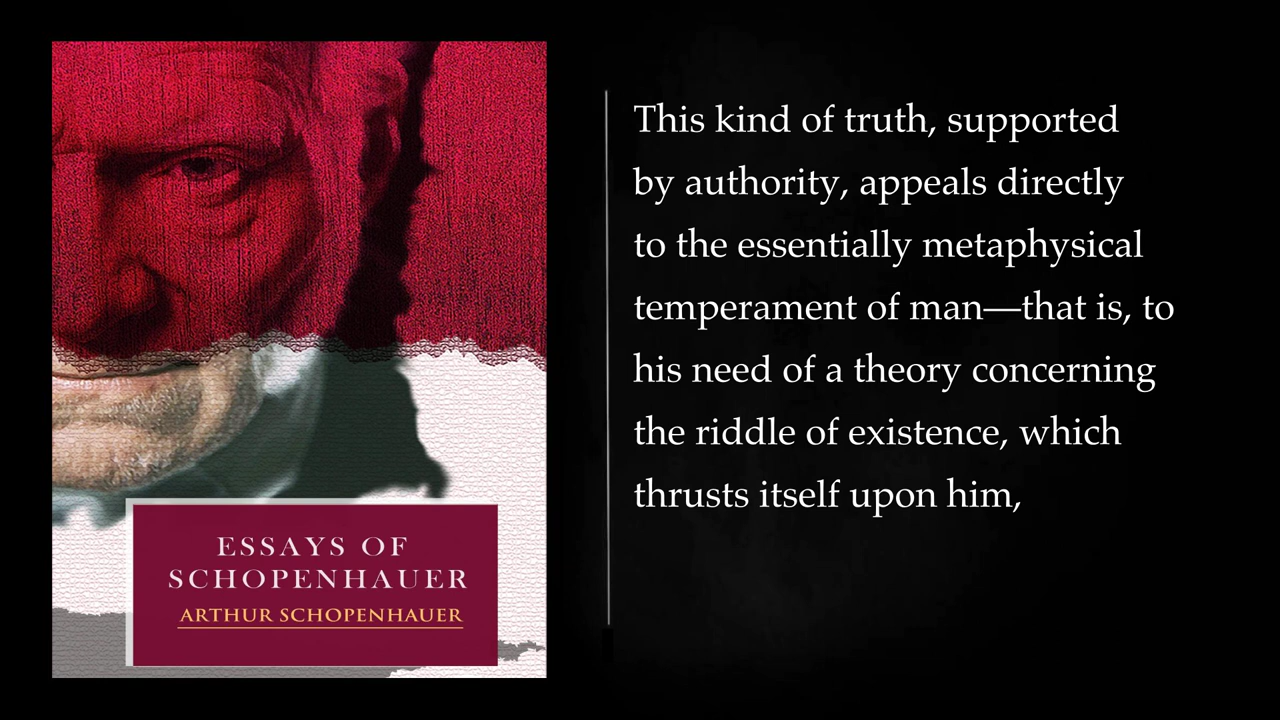 ESSAYS OF
SCHOPENHAUER
ARTHUR SCHOPENHAUER
This kind of truth, supported
by authority, appeals directly
to the essentially metaphysical
temperament of man—that is, to
his need of a theory concerning
the riddle of existence, which
thrusts itself upon him,